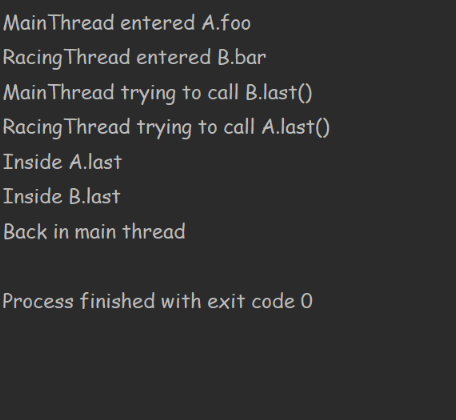 MainThread entered A.foo
RacingThread entered B.bar
MainThread trying to call B.last()
RacingThread trying to call A.last()
Inside A.last
Inside B.last
Back in main thread
Process finished with exit code 0